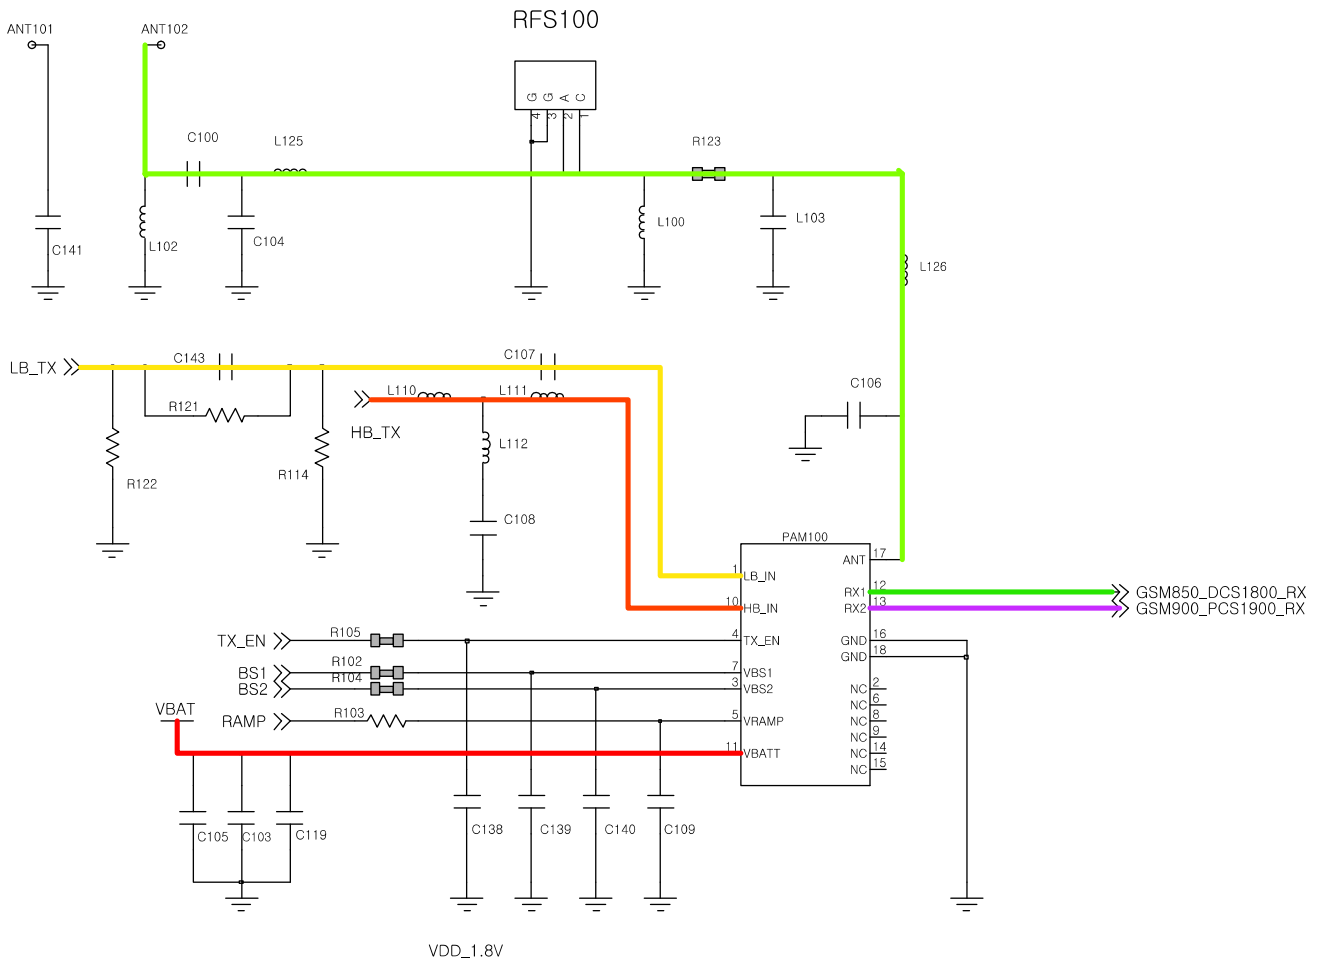 RFS100
ANT101
ANT102
G G A C
4 3 2 1
C100
L125
R123
C141
L102
C104
L100
L103
L126
LB_TX
C143
C107
C106
R121
L110
L111
HB_TX
L112
R122
R114
C108
PAM100
ANT 17
1 LB_IN
RX1 12
GSM850_DCS1800_RX
10 HB_IN
RX2 13
GSM900_PCS1900_RX
TX_EN
R105
4 TX_EN
GND 16
GND 18
BS1
R102
7 VBS1
BS2
R104
3 VBS2
NC 2
NC 6
VBAT
RAMP
R103
5 VRAMP
NC 8
NC 9
11 VBATT
NC 14
NC 15
C105
C103
C119
C138
C139
C140
C109
VDD_1.8V